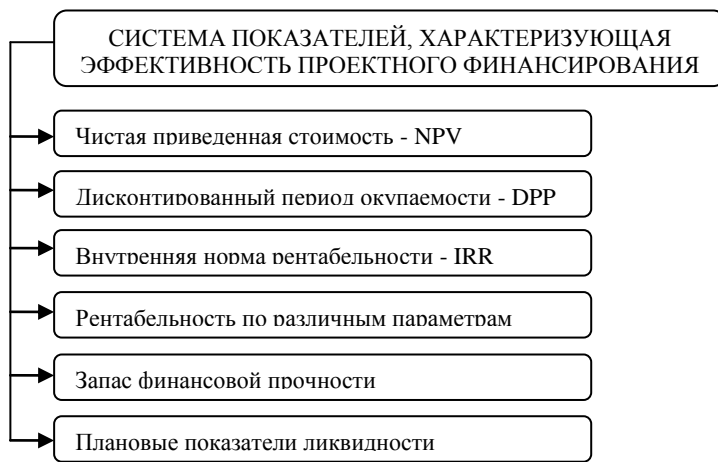 СИСТЕМА ПОКАЗАТЕЛЕЙ, ХАРАКТЕРИЗУЮЩАЯ
ЭФФЕКТИВНОСТЬ ПРОЕКТНОГО ФИНАНСИРОВАНИЯ
Чистая приведенная стоимость - NPV
Дисконтированный период окупаемости - DPP
Внутренняя норма рентабельности - IRR
Рентабельность по различным параметрам
Запас финансовой прочности
Плановые показатели ликвидности